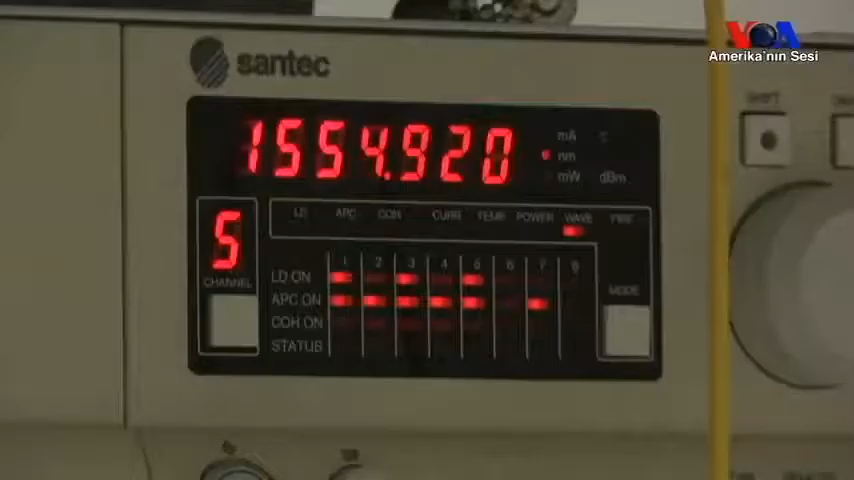 VOA
Amerika'nın Sesi
santec
SHIFT
1554.920
mA °C
nm
mW dBm
LD APC COH CURR TEMP POWER WAVE FINE
5
CHANNEL
1 2 3 4 5 6 7 8
LD ON
APC ON
COH ON
STATUS
MODE